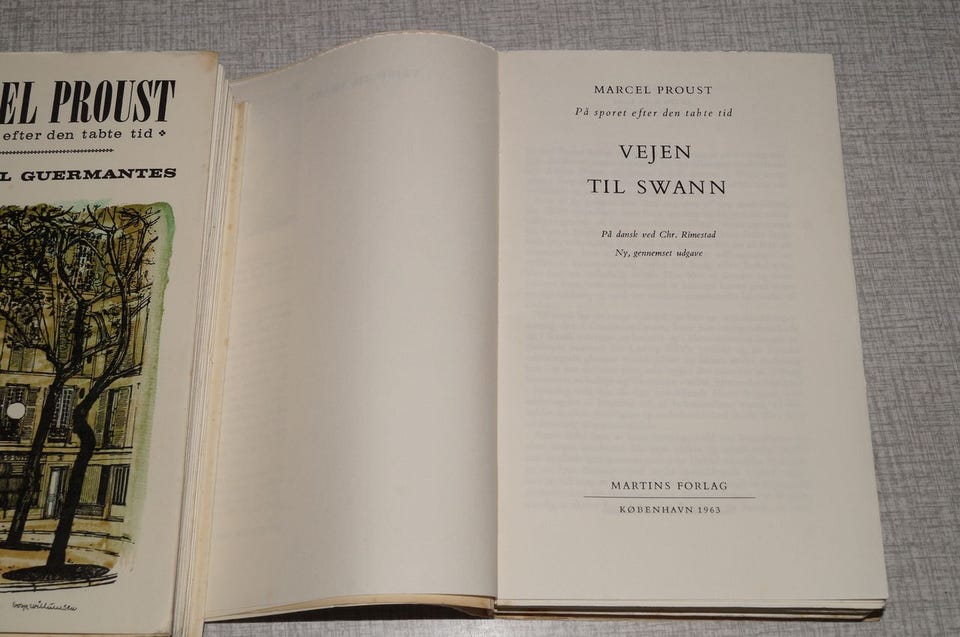 EL PROUST
efter den tabte tid
L GUERMANTES
MARCEL PROUST
På sporet efter den tabte tid
VEJEN
TIL SWANN
På dansk ved Chr. Rimestad
Ny, gennemset udgave
MARTINS FORLAG
KØBENHAVN 1963